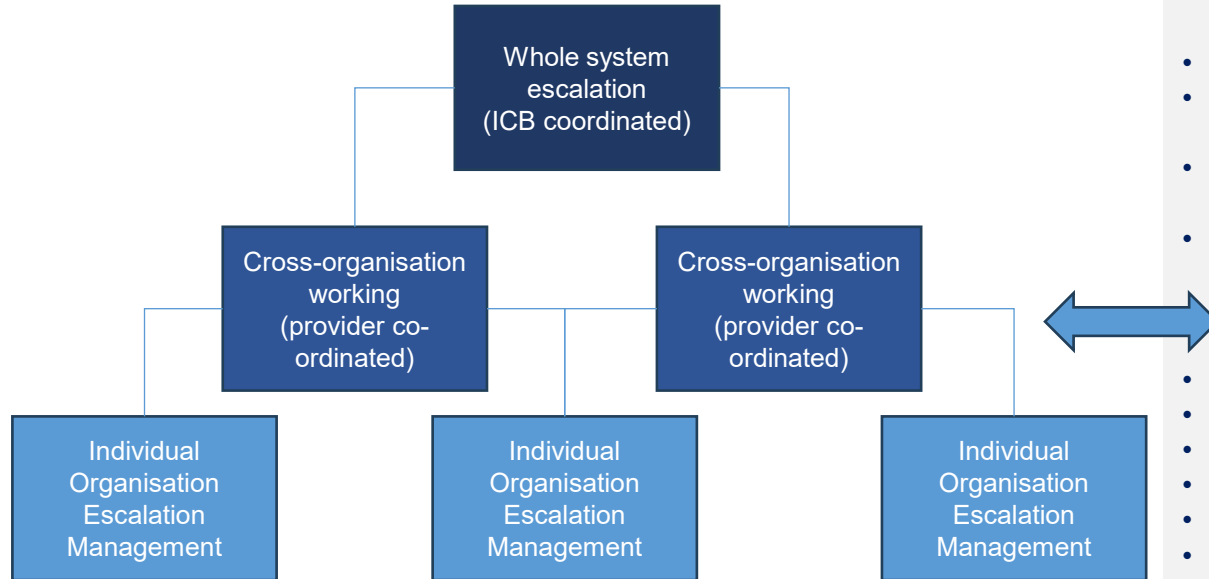 Whole system
escalation
(ICB coordinated)
Cross-organisation
working
(provider co-
ordinated)
Cross-organisation
working
(provider co-
ordinated)
Individual
Organisation
Escalation
Management
Individual
Organisation
Escalation
Management
Individual
Organisation
Escalation
Management